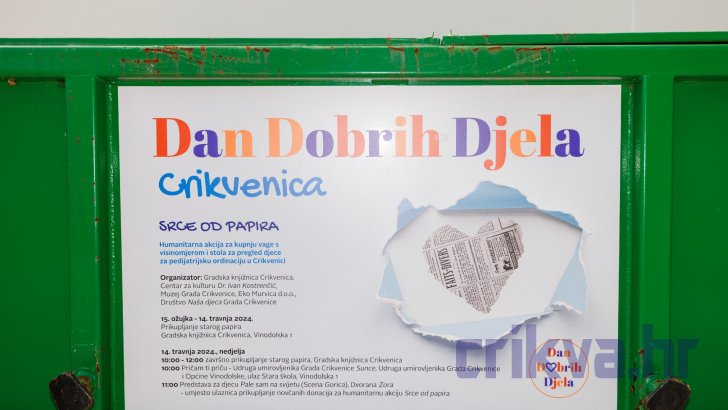 Dan Dobrih Djela
Crikvenica
SRCE OD PAPIRA
Humanitarna akcija za kupnju vage s
visinomjerom i stola za pregled djece
za pedijatrijsku ordinaciju u Crikvenici
Organizator: Gradska knjižnica Crikvenica,
Centar za kulturu Dr. Ivan Kostrenčić,
Muzej Grada Crikvenice, Eko Murvica d.o.o.,
Društvo Naša djeca Grada Crikvenice
15. ožujka - 14. travnja 2024.
Prikupljanje starog papira
Gradska knjižnica Crikvenica, Vinodolska 1
14. travnja 2024., nedjelja
10:00 - 12:00 završno prikupljanje starog papira, Gradska knjižnica Crikvenica
10:00 Pričam ti priču - Udruga umirovljenika Grada Crikvenice Sunce, Udruga umirovljenika Grada Crikvenice
i Općine Vinodolske, ulaz Stara škola, Vinodolska 1
11:00 Predstava za djecu Pale sam na svijetu (Scena Gorica), Dvorana Zora
- umjesto ulaznica prikupljanje novčanih donacija za humanitarnu akciju Srce od papira
crikva.hr
Dan
Dobrih
Djela